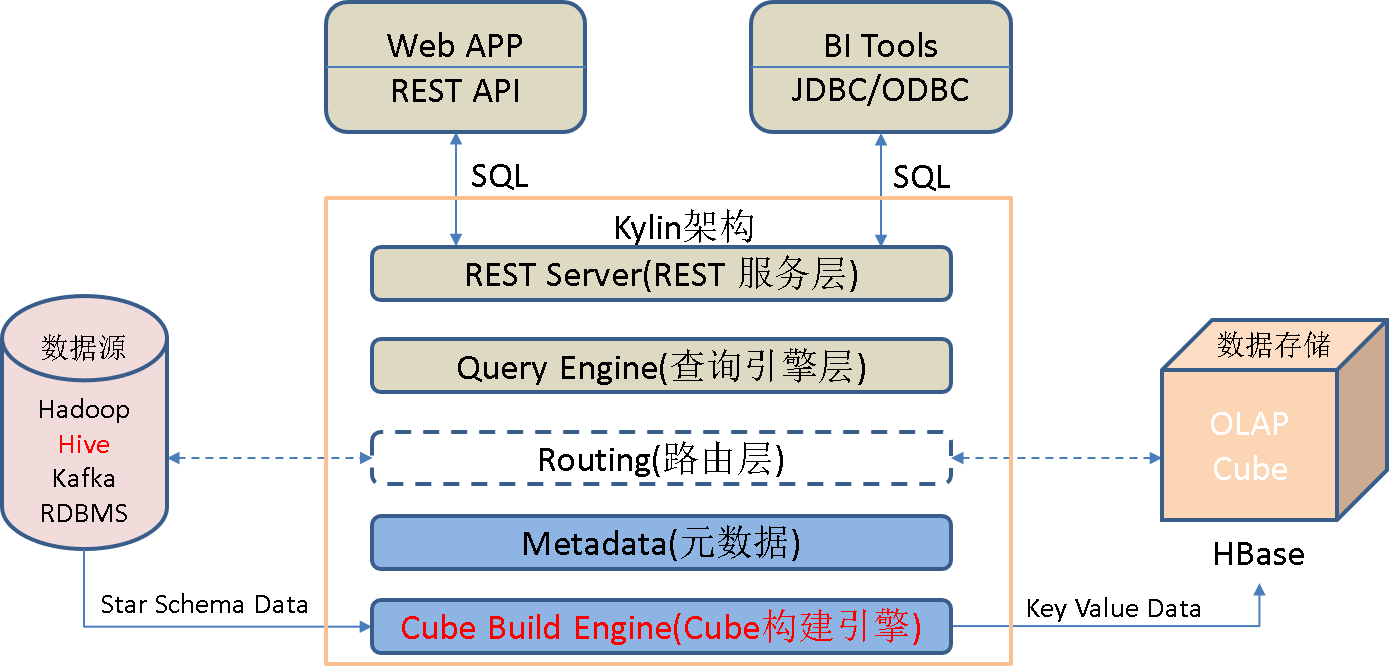 Web APP
REST API
BI Tools
JDBC/ODBC
SQL
SQL
Kylin架构
REST Server(REST 服务层)
Query Engine(查询引擎层)
Routing(路由层)
Metadata(元数据)
Cube Build Engine(Cube构建引擎)
数据源
Hadoop
Hive
Kafka
RDBMS
Star Schema Data
数据存储
OLAP
Cube
HBase
Key Value Data